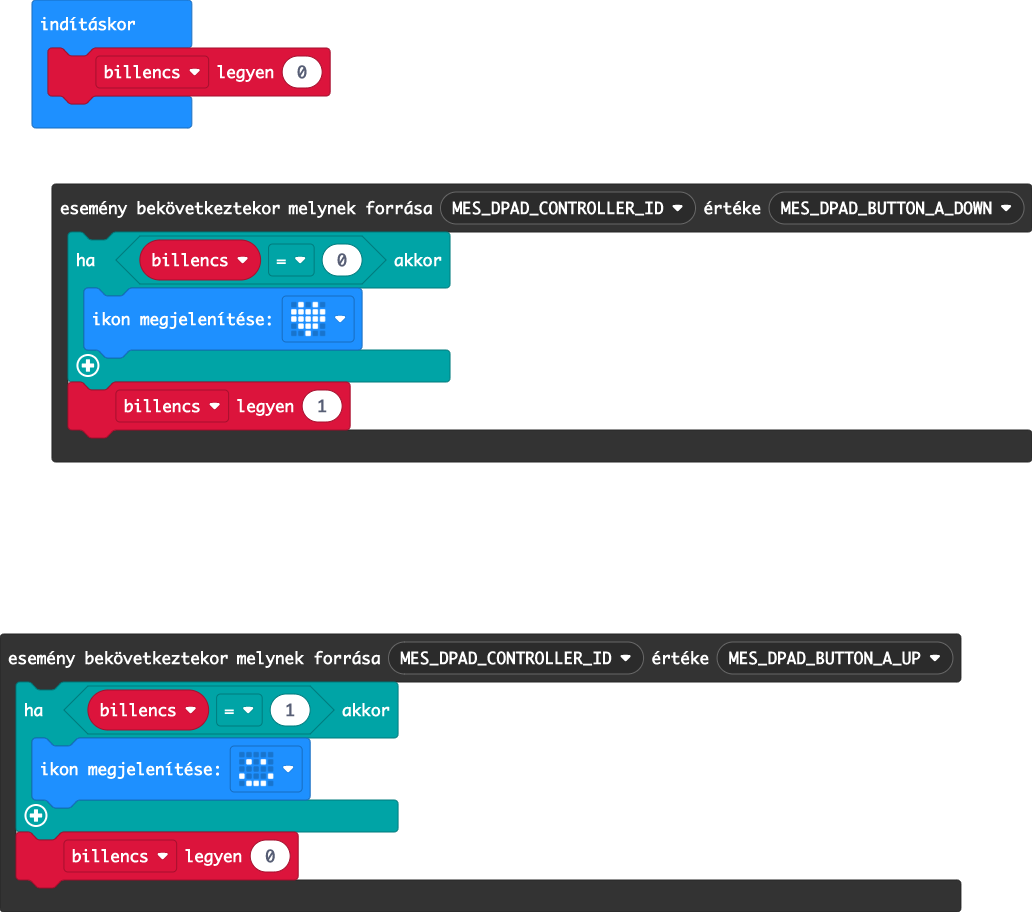 indításkor
billencs legyen 0
esemény bekövetkeztekor melynek forrása MES_DPAD_CONTROLLER_ID értéke MES_DPAD_BUTTON_A_DOWN
ha billencs = 0 akkor
ikon megjelenítése:
billencs legyen 1
esemény bekövetkeztekor melynek forrása MES_DPAD_CONTROLLER_ID értéke MES_DPAD_BUTTON_A_UP
ha billencs = 1 akkor
ikon megjelenítése:
billencs legyen 0